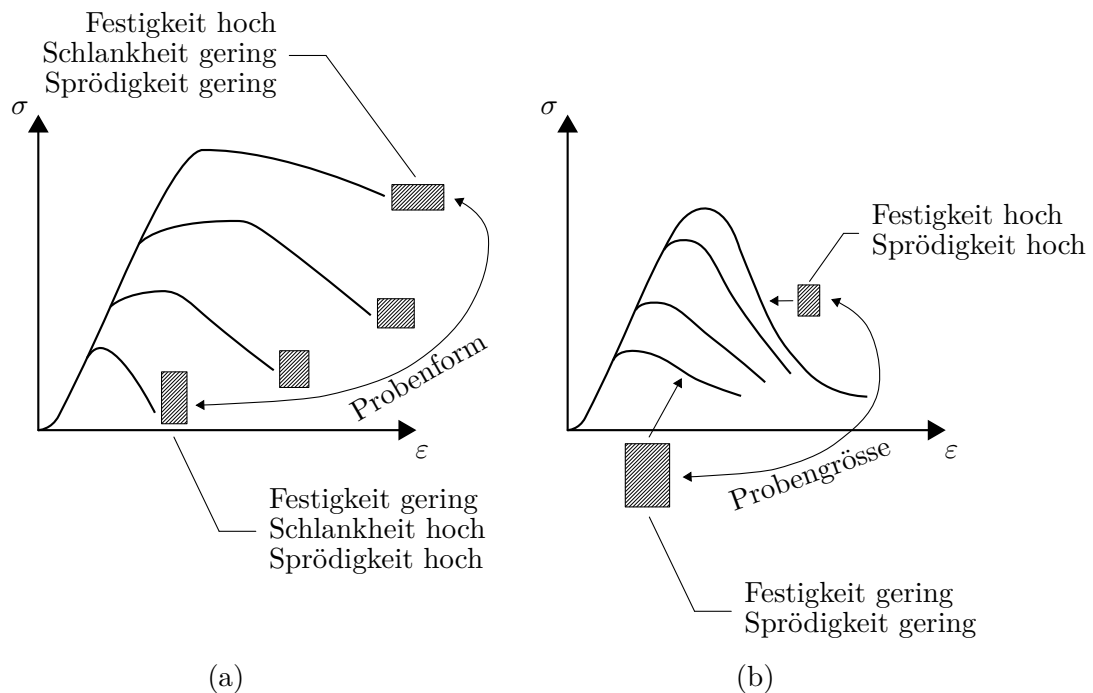 Festigkeit hoch
Schlankheit gering
Sprödigkeit gering
σ
ε
Probenform
Festigkeit gering
Schlankheit hoch
Sprödigkeit hoch
(a)
σ
ε
Festigkeit hoch
Sprödigkeit hoch
Probengrösse
Festigkeit gering
Sprödigkeit gering
(b)